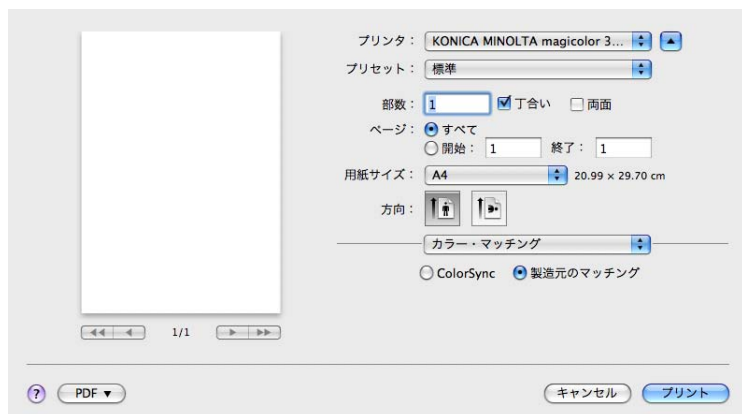 プリンタ： KONICA MINOLTA magicolor 3...
プリセット： 標準
部数： 1 丁合い 両面
ページ： すべて
開始： 1 終了： 1
用紙サイズ： A4 20.99 × 29.70 cm
方向：
カラー・マッチング
ColorSync 製造元のマッチング
1/1
? PDF ▼ キャンセル プリント